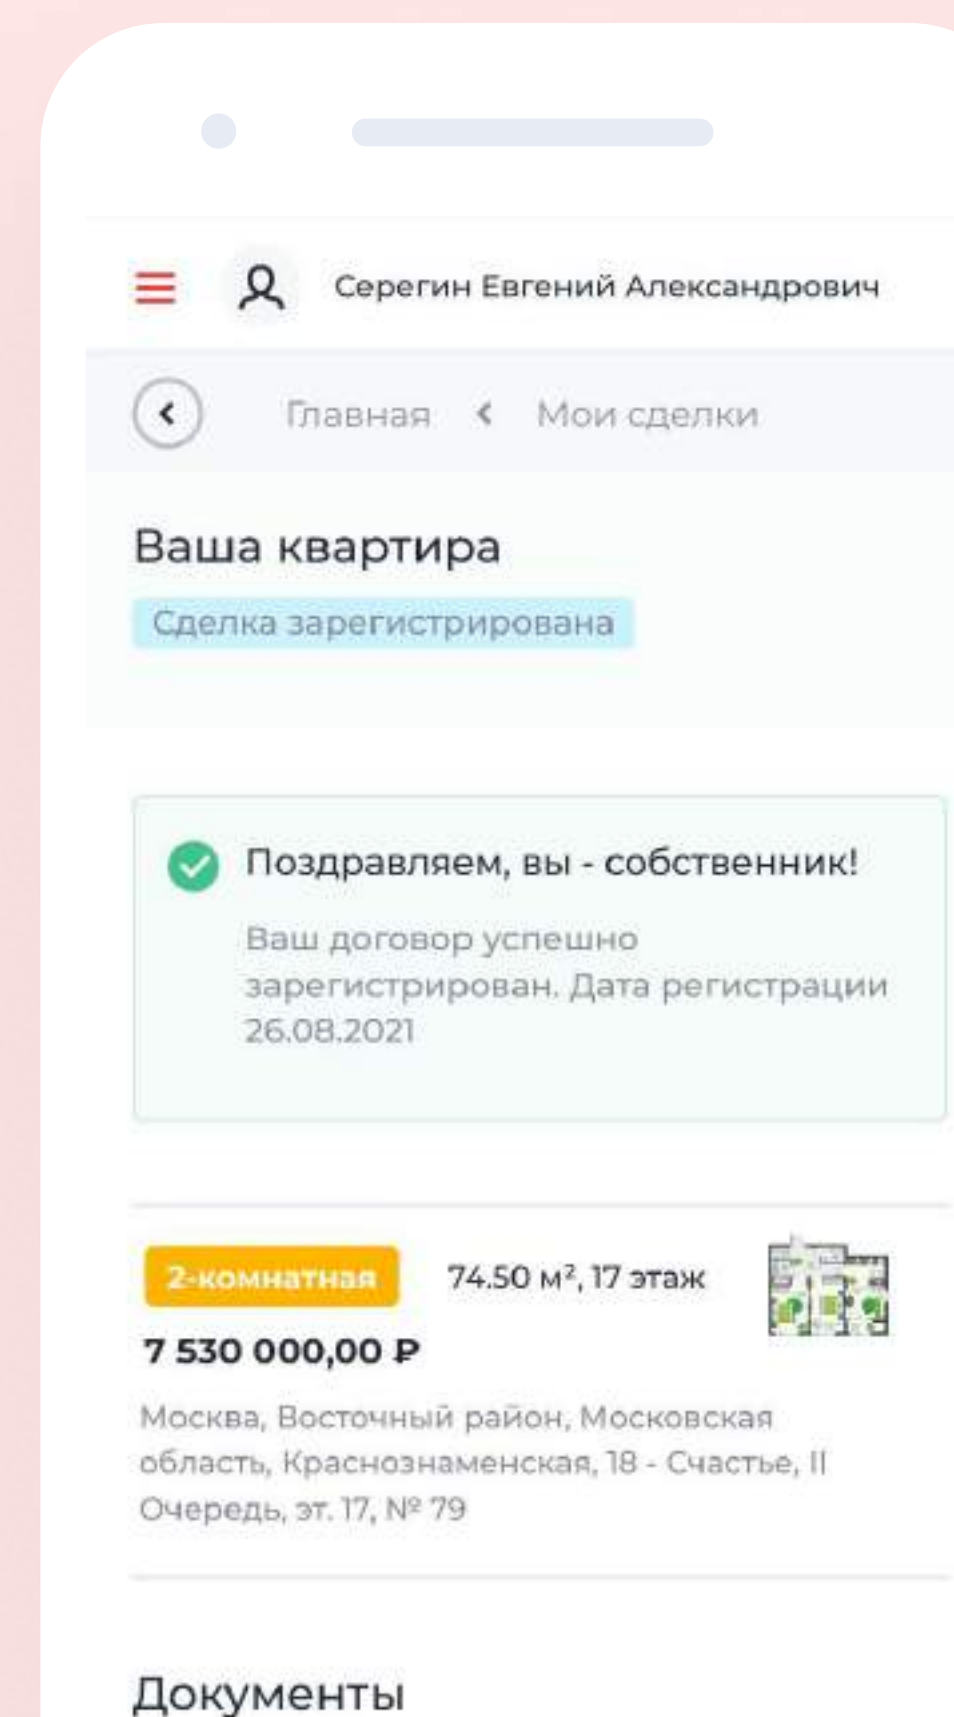 Серегин Евгений Александрович
Главная
Мои сделки
Ваша квартира
Сделка зарегистрирована
Поздравляем, вы - собственник!
Ваш договор успешно
зарегистрирован. Дата регистрации
26.08.2021
2-комнатная
74.50 м², 17 этаж
7 530 000,00 ₽
Москва, Восточный район, Московская
область, Краснознаменская, 18 - Счастье, II
Очередь, эт. 17, № 79
Документы